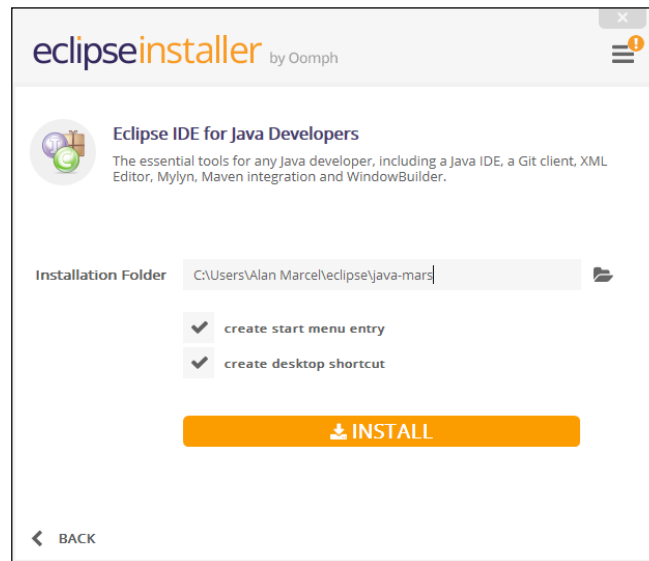 eclipseinstaller by Oomph
!
Eclipse IDE for Java Developers
The essential tools for any Java developer, including a Java IDE, a Git client, XML
Editor, Mylyn, Maven integration and WindowBuilder.
Installation Folder C:\Users\Alan Marcel\eclipse\java-mars
create start menu entry
create desktop shortcut
INSTALL
BACK